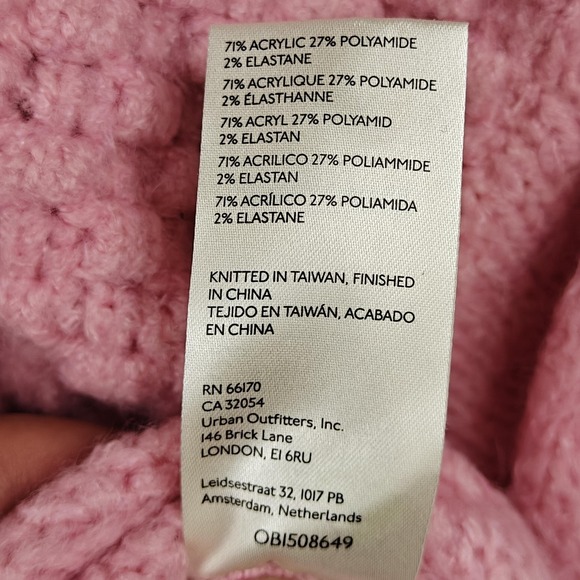 71% ACRYLIC 27% POLYAMIDE
2% ELASTANE
71% ACRYLIQUE 27% POLYAMIDE
2% ÉLASTHANNE
71% ACRYL 27% POLYAMID
2% ELASTAN
71% ACRILICO 27% POLIAMMIDE
2% ELASTAN
71% ACRÍLICO 27% POLIAMIDA
2% ELASTANE
KNITTED IN TAIWAN, FINISHED
IN CHINA
TEJIDO EN TAIWÁN, ACABADO
EN CHINA
RN 66170
CA 32054
Urban Outfitters, Inc.
146 Brick Lane
LONDON, E1 6RU
Leidsestraat 32, 1017 PB
Amsterdam, Netherlands
OB1508649